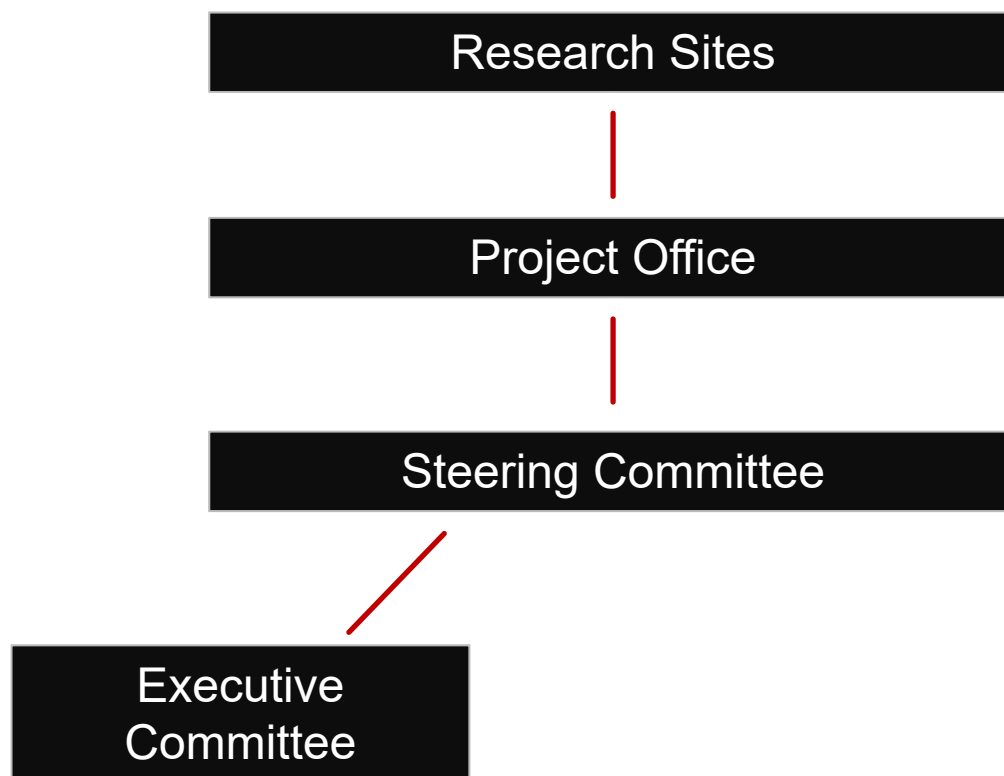 Research Sites
Project Office
Steering Committee
Executive
Committee